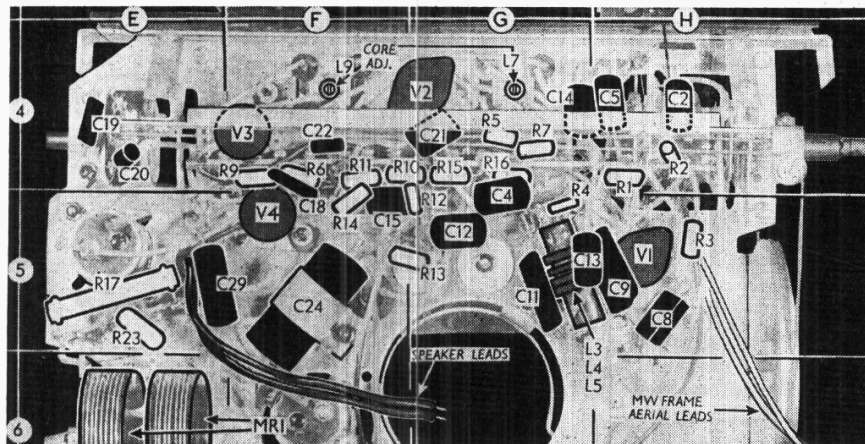 E F G H
4
CORE ADJ.
L9
L7
V2
C14
C5
C2
C19
V3
C22
C21
R5
R7
C20
R2
R9
R6
R11
R10
R15
R16
R1
V4
C18
R14
C15
R12
C4
R4
C12
R3
V1
5
R17
C29
C24
R13
C11
C13
C9
C8
R23
SPEAKER LEADS
L3
L4
L5
MR1
MW FRAME
AERIAL LEADS
6